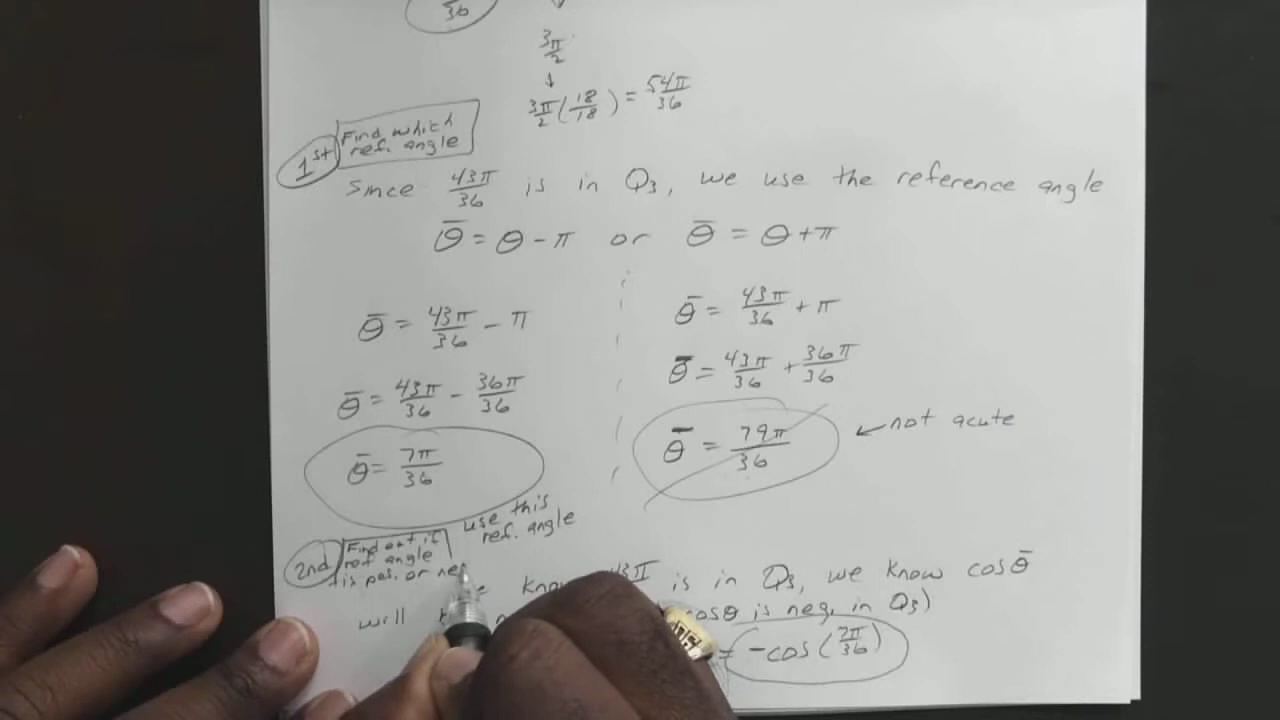 36
3π/2
↓
3π/2 (18/18) = 54π/36
1st Find which
ref. angle
Since 43π/36 is in Q₃, we use the reference angle
θ̄ = θ - π or θ̄ = θ + π
θ̄ = 43π/36 - π
θ̄ = 43π/36 + π
θ̄ = 43π/36 - 36π/36
θ̄ = 43π/36 + 36π/36
θ̄ = 7π/36
θ̄ = 79π/36 ← not acute
use this
ref. angle
2nd Find out if
ref angle
is pos. or neg
know 43π is in Q₃, we know cosθ̄
will cosθ is neg. in Q₃)
= -cos(7π/36)